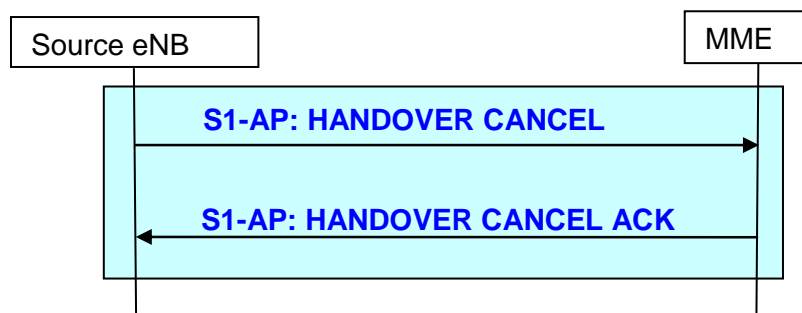 Source eNB
MME
S1-AP: HANDOVER CANCEL
S1-AP: HANDOVER CANCEL ACK